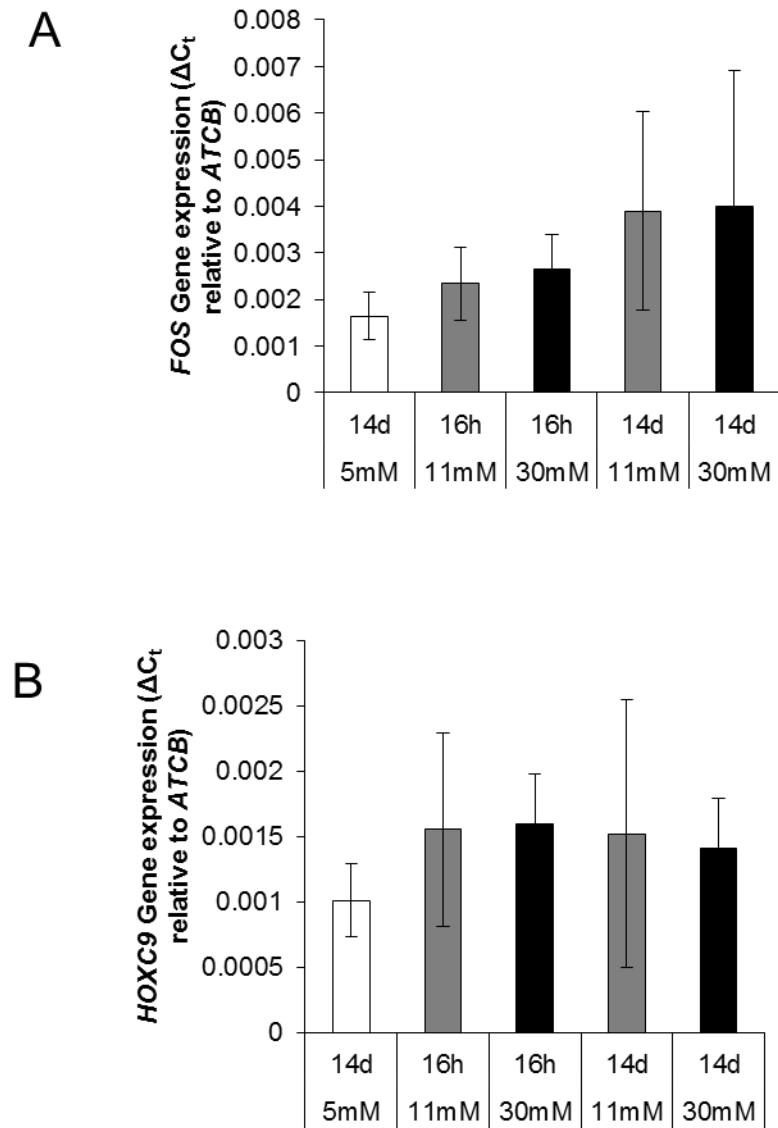 A
FOS Gene expression (ΔCt
relative to ATCB)
0.008
0.007
0.006
0.005
0.004
0.003
0.002
0.001
0
14d 16h 16h 14d 14d
5mM 11mM 30mM 11mM 30mM
B
HOXC9 Gene expression (ΔCt
relative to ATCB)
0.003
0.0025
0.002
0.0015
0.001
0.0005
0
14d 16h 16h 14d 14d
5mM 11mM 30mM 11mM 30mM